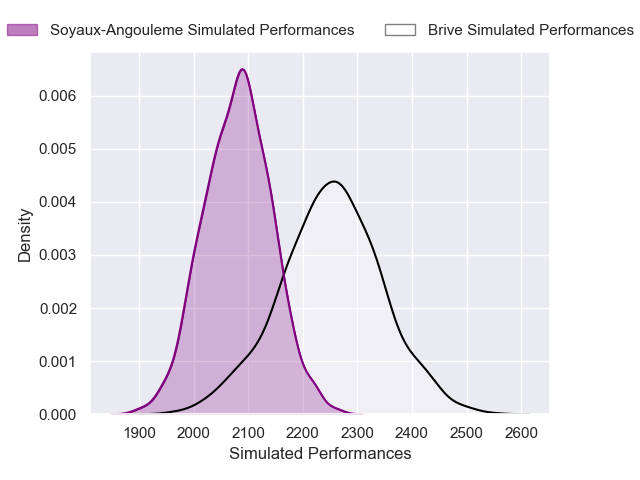 Soyaux-Angouleme Simulated Performances
Brive Simulated Performances
0.006
0.005
0.004
0.003
0.002
0.001
0.000
Density
1900 2000 2100 2200 2300 2400 2500 2600
Simulated Performances